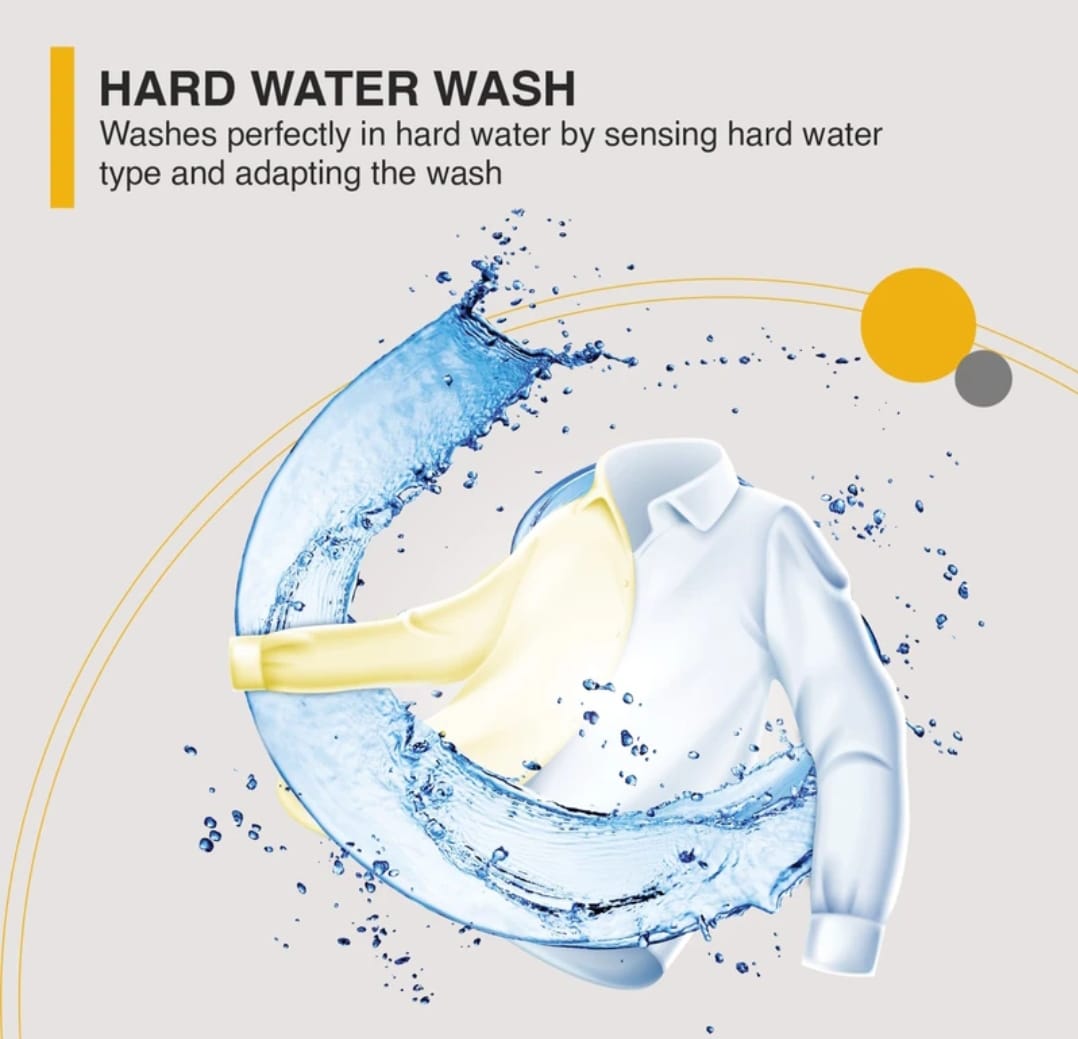 HARD WATER WASH
Washes perfectly in hard water by sensing hard water
type and adapting the wash